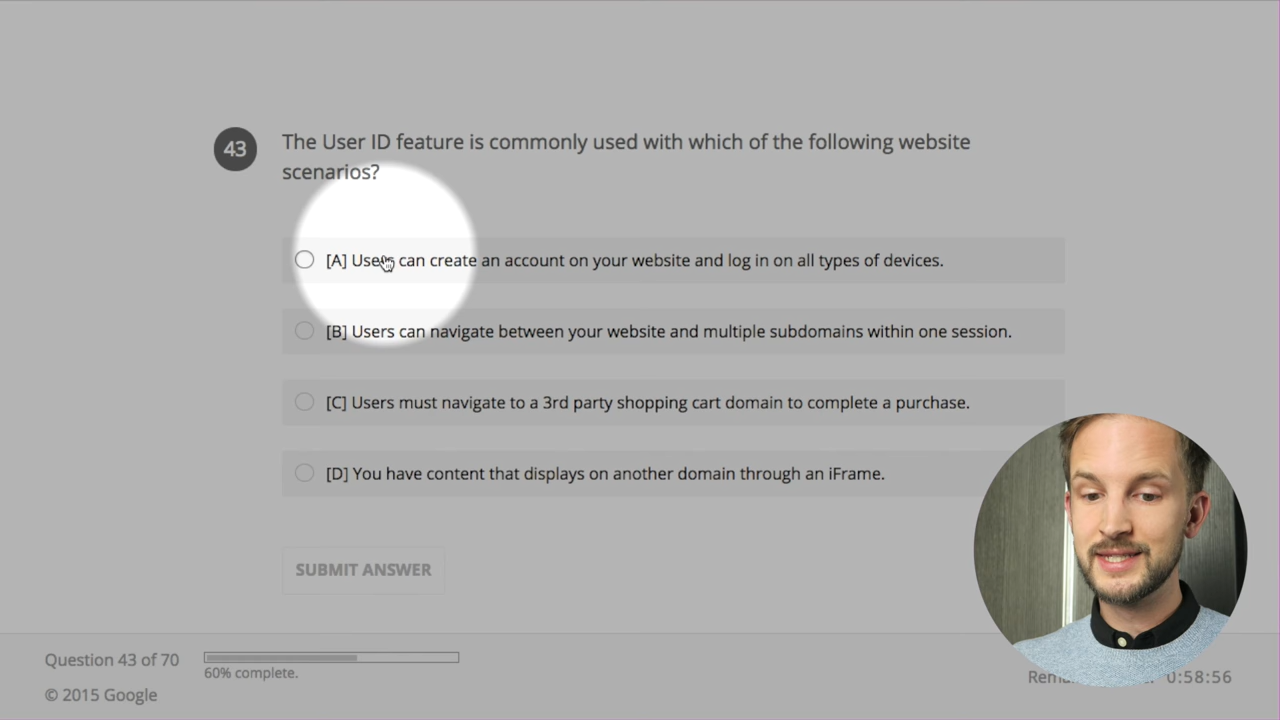 43
The User ID feature is commonly used with which of the following website
scenarios?
[A] Users can create an account on your website and log in on all types of devices.
[B] Users can navigate between your website and multiple subdomains within one session.
[C] Users must navigate to a 3rd party shopping cart domain to complete a purchase.
[D] You have content that displays on another domain through an iFrame.
SUBMIT ANSWER
Question 43 of 70
60% complete.
© 2015 Google
0:58:56